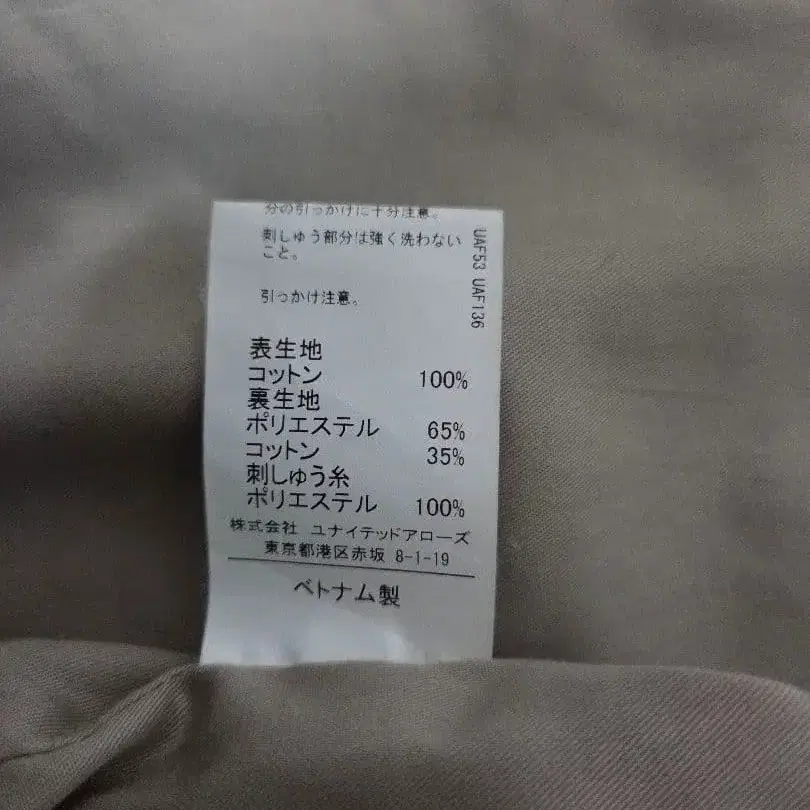 分の引っかけに十分注意。
刺しゅう部分は強く洗わない
こと。
引っかけ注意。
UAF53 UAF136
表生地
コットン 100%
裏生地
ポリエステル 65%
コットン 35%
刺しゅう糸
ポリエステル 100%
株式会社 ユナイテッドアローズ
東京都港区赤坂 8-1-19
ベトナム製